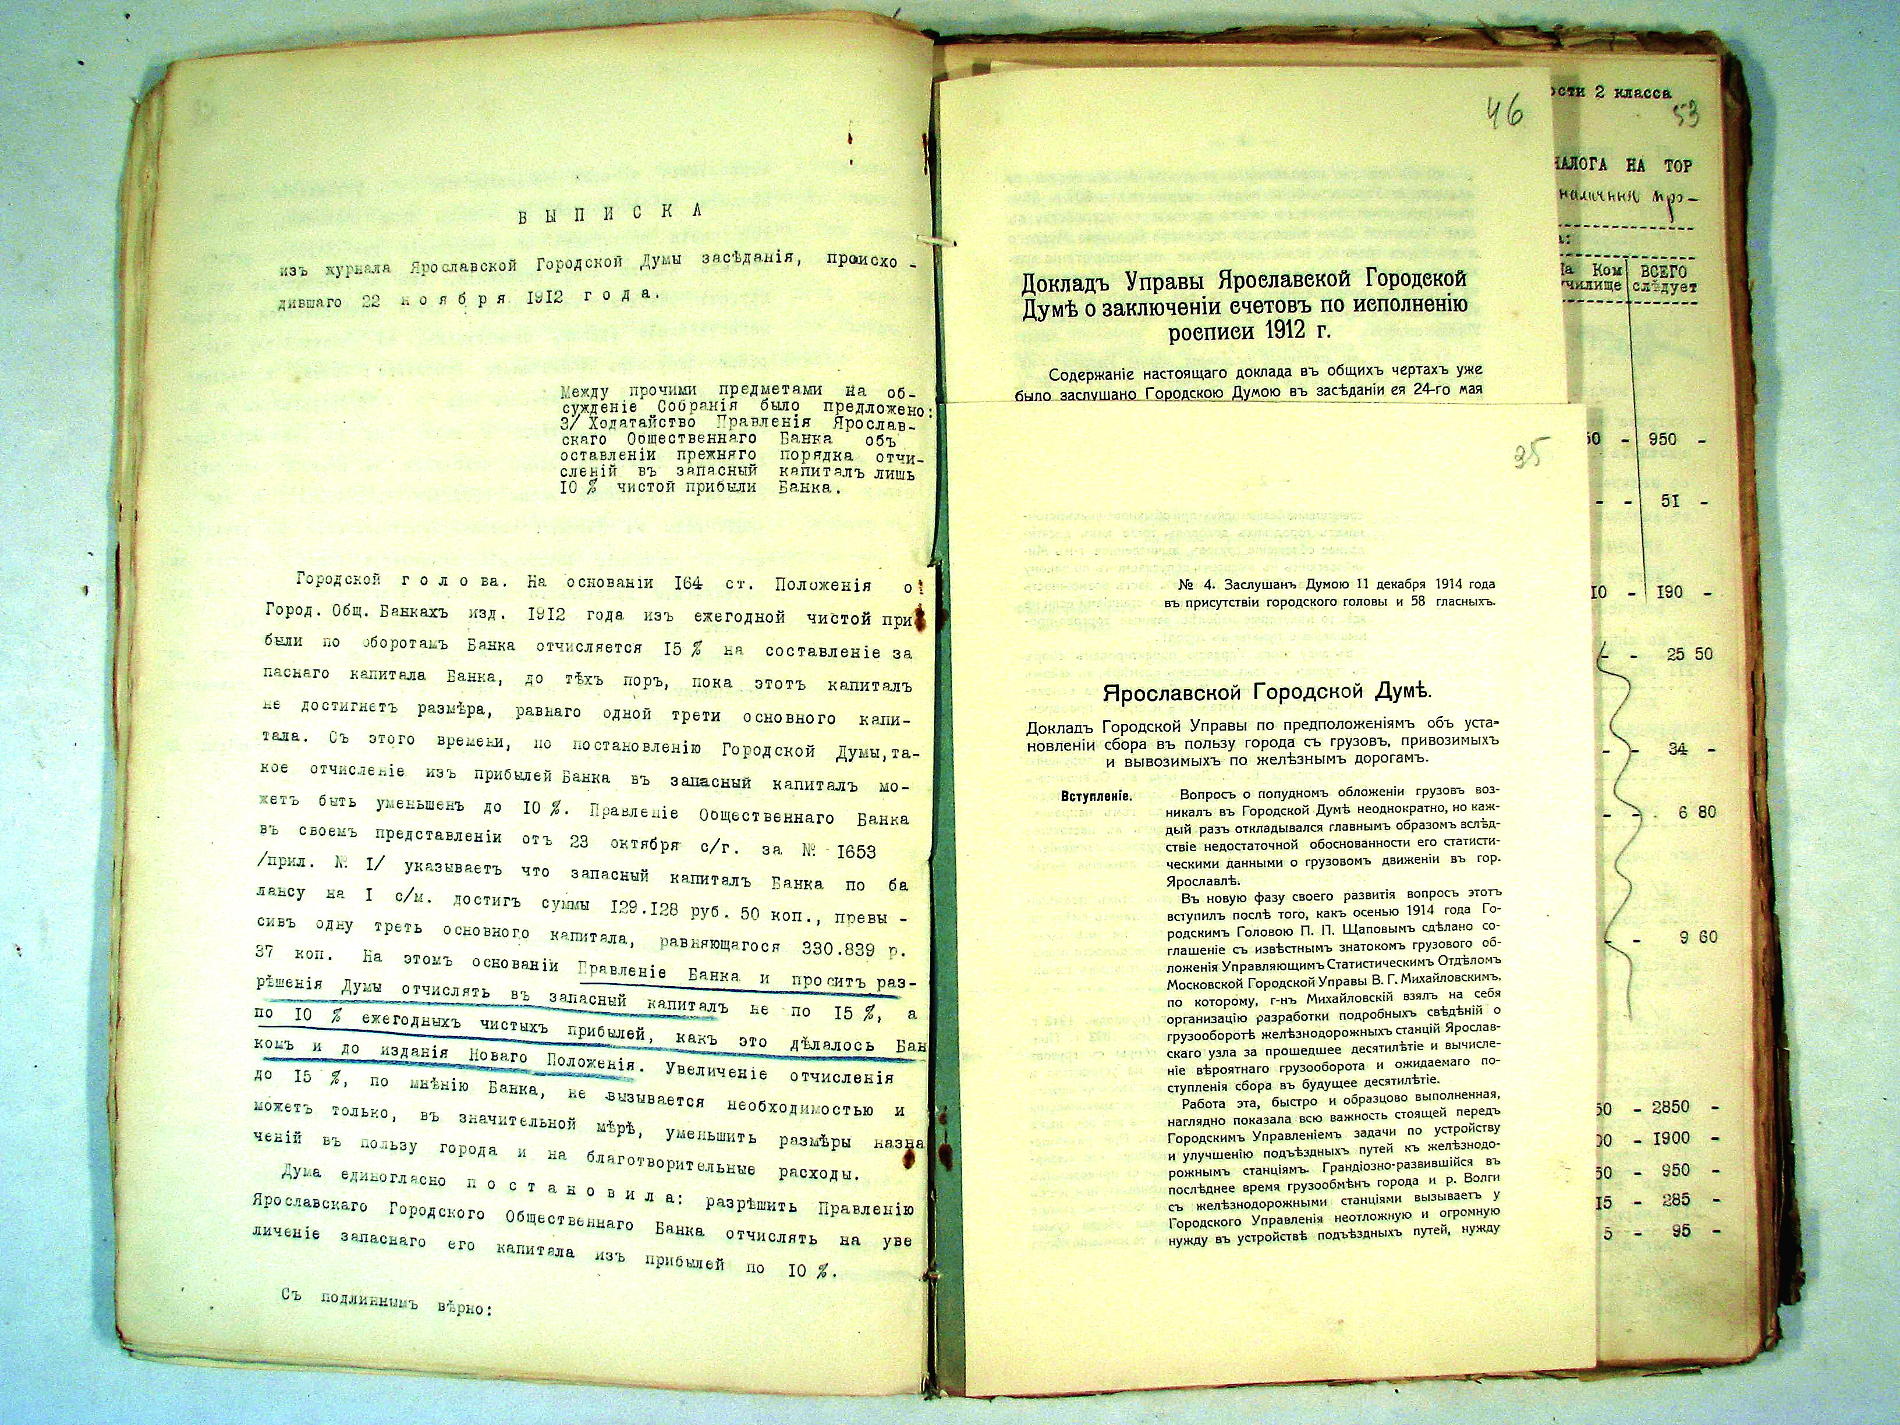 ВЫПИСКА
изъ журнала Ярославской Городской Думы засѣданія, происхо-
дившаго 22 ноября 1912 года.
Между прочими предметами на об-
сужденіе Собранія было предложено:
3/ Ходатайство Правленія Ярослав-
скаго Общественнаго Банка объ
оставленіи прежняго порядка отчи-
сленій въ запасный капиталъ лишь
10 % чистой прибыли Банка.
Городской голова. На основаніи 164 ст. Положенія о
Город. Общ. Банкахъ изд. 1912 года изъ ежегодной чистой при
были по оборотамъ Банка отчисляется 15 % на составленіе за
паснаго капитала Банка, до тѣхъ поръ, пока этотъ капиталъ
не достигнетъ размѣра, равнаго одной трети основного капи-
тала. Съ этого времени, по постановленію Городской Думы, та-
кое отчисленіе изъ прибылей Банка въ запасный капиталъ мо-
жетъ быть уменьшенъ до 10 %. Правленіе Общественнаго Банка
въ своемъ представленіи отъ 23 октября с/г. за № 1653
/прил. № I/ указываетъ что запасный капиталъ Банка по ба
лансу на I с/м. достигъ суммы 129.128 руб. 50 коп., превы -
сивъ одну треть основного капитала, равняющагося 330.839 р.
37 коп. На этомъ основаніи Правленіе Банка и проситъ раз-
рѣшенія Думы отчислять въ запасный капиталъ не по 15 %, а
по 10 % ежегодныхъ чистыхъ прибылей, какъ это дѣлалось Бан
комъ и до изданія Новаго Положенія. Увеличеніе отчисленія
до 15 %, по мнѣнію Банка, не вызывается необходимостью и
можетъ только, въ значительной мѣрѣ, уменьшить размѣры назна
ченій въ пользу города и на благотворительные расходы.
Дума единогласно постановила: разрѣшить Правленію
Ярославскаго Городского Общественнаго Банка отчислять на уве
личеніе запаснаго его капитала изъ прибылей по 10 %.
Съ подлиннымъ вѣрно:
46
Докладъ Управы Ярославской Городской
Думѣ о заключеніи счетовъ по исполненію
росписи 1912 г.
Содержаніе настоящаго доклада въ общихъ чертахъ уже
было заслушано Городскою Думою въ засѣданіи ея 24-го мая
35
№ 4. Заслушанъ Думою 11 декабря 1914 года
въ присутствіи городского головы и 58 гласныхъ.
Ярославской Городской Думѣ.
Докладъ Городской Управы по предположеніямъ объ уста-
новленіи сбора въ пользу города съ грузовъ, привозимыхъ
и вывозимыхъ по желѣзнымъ дорогамъ.
Вступленіе.
Вопросъ о попудномъ обложеніи грузовъ воз-
никалъ въ Городской Думѣ неоднократно, но каж-
дый разъ откладывался главнымъ образомъ вслѣд-
ствіе недостаточной обоснованности его статисти-
ческими данными о грузовомъ движеніи въ гор.
Ярославлѣ.
Въ новую фазу своего развитія вопросъ этотъ
вступилъ послѣ того, какъ осенью 1914 года Го-
родскимъ Головою П. П. Щаповымъ сдѣлано со-
глашеніе съ извѣстнымъ знатокомъ грузового об-
ложенія Управляющимъ Статистическимъ Отдѣломъ
Московской Городской Управы В. Г. Михайловскимъ,
по которому, г-нъ Михайловскій взялъ на себя
организацію разработки подробныхъ свѣдѣній о
грузооборотѣ желѣзнодорожныхъ станцій Ярослав-
скаго узла за прошедшее десятилѣтіе и вычисле-
ніе вѣроятнаго грузооборота и ожидаемаго по-
ступленія сбора въ будущее десятилѣтіе.
Работа эта, быстро и образцово выполненная,
наглядно показала всю важность стоящей передъ
Городскимъ Управленіемъ задачи по устройству
и улучшенію подъѣздныхъ путей къ желѣзнодо-
рожнымъ станціямъ. Грандіозно-развившійся въ
послѣднее время грузообмѣнъ города и р. Волги
съ желѣзнодорожными станціями вызываетъ у
Городского Управленія неотложную и огромную
нужду въ устройствѣ подъѣздныхъ путей, нужду
ости 2 класса
53
НАЛОГА НА ТОР
наличныя про-
а:
На Ком
училище
ВСЕГО
слѣдует
50 - 950 -
- - 51 -
10 - 190 -
- - 25 50
- - 34 -
- - 6 80
- - 9 60
50 - 2850 -
00 - 1900 -
50 - 950 -
15 - 285 -
5 - 95 -